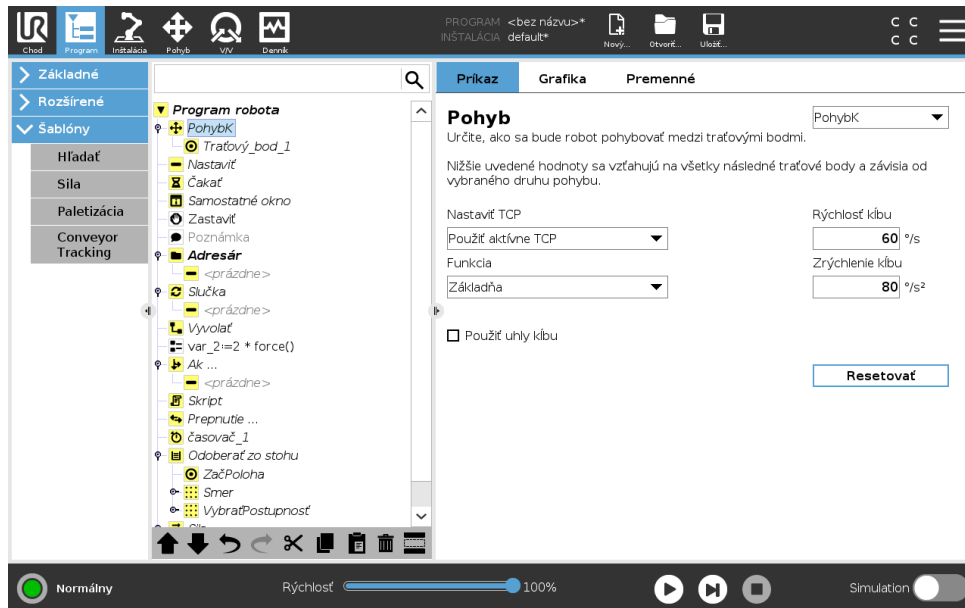 UR
Chod
Program
Inštalácia
Pohyb
V/V
Denník
PROGRAM <bez názvu>*
INŠTALÁCIA default*
Nový...
Otvoriť...
Uložiť...
C C
C C
Základné
Rozšírené
Šablóny
Hľadať
Sila
Paletizácia
Conveyor
Tracking
Program robota
PohybK
Traťový_bod_1
Nastaviť
Čakať
Samostatné okno
Zastaviť
Poznámka
Adresár
<prázdne>
Slučka
<prázdne>
Vyvolať
var_2:=2 * force()
Ak ...
<prázdne>
Skript
Prepnutie ...
časovač_1
Odoberať zo stohu
ZačPoloha
Smer
VybraťPostupnosť
Sila
Príkaz
Grafika
Premenné
Pohyb
PohybK
Určite, ako sa bude robot pohybovať medzi traťovými bodmi.
Nižšie uvedené hodnoty sa vzťahujú na všetky následné traťové body a závisia od
vybraného druhu pohybu.
Nastaviť TCP
Rýchlosť kĺbu
Použiť aktívne TCP
60 °/s
Funkcia
Zrýchlenie kĺbu
Základňa
80 °/s²
Použiť uhly kĺbu
Resetovať
Normálny
Rýchlosť
100%
Simulation